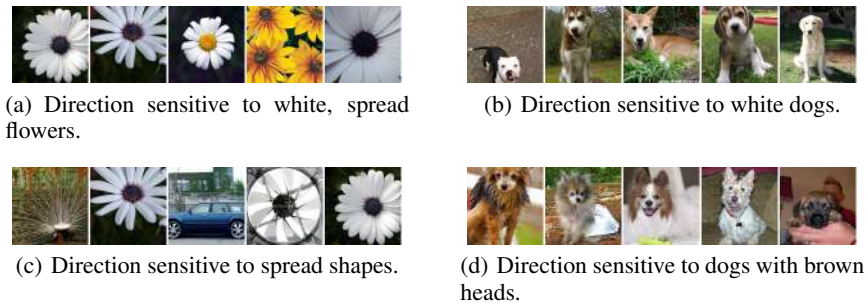 (a) Direction sensitive to white, spread
flowers.
(b) Direction sensitive to white dogs.
(c) Direction sensitive to spread shapes.
(d) Direction sensitive to dogs with brown
heads.